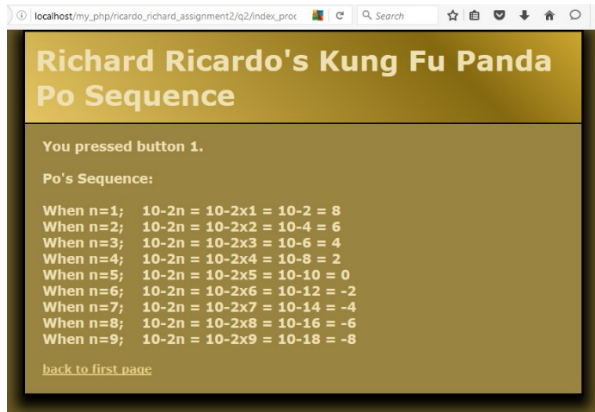 localhost/my_php/ricardo_richard_assignment2/q2/index_proc
Search
Richard Ricardo's Kung Fu Panda
Po Sequence
You pressed button 1.
Po's Sequence:
When n=1; 10-2n = 10-2x1 = 10-2 = 8
When n=2; 10-2n = 10-2x2 = 10-4 = 6
When n=3; 10-2n = 10-2x3 = 10-6 = 4
When n=4; 10-2n = 10-2x4 = 10-8 = 2
When n=5; 10-2n = 10-2x5 = 10-10 = 0
When n=6; 10-2n = 10-2x6 = 10-12 = -2
When n=7; 10-2n = 10-2x7 = 10-14 = -4
When n=8; 10-2n = 10-2x8 = 10-16 = -6
When n=9; 10-2n = 10-2x9 = 10-18 = -8
back to first page